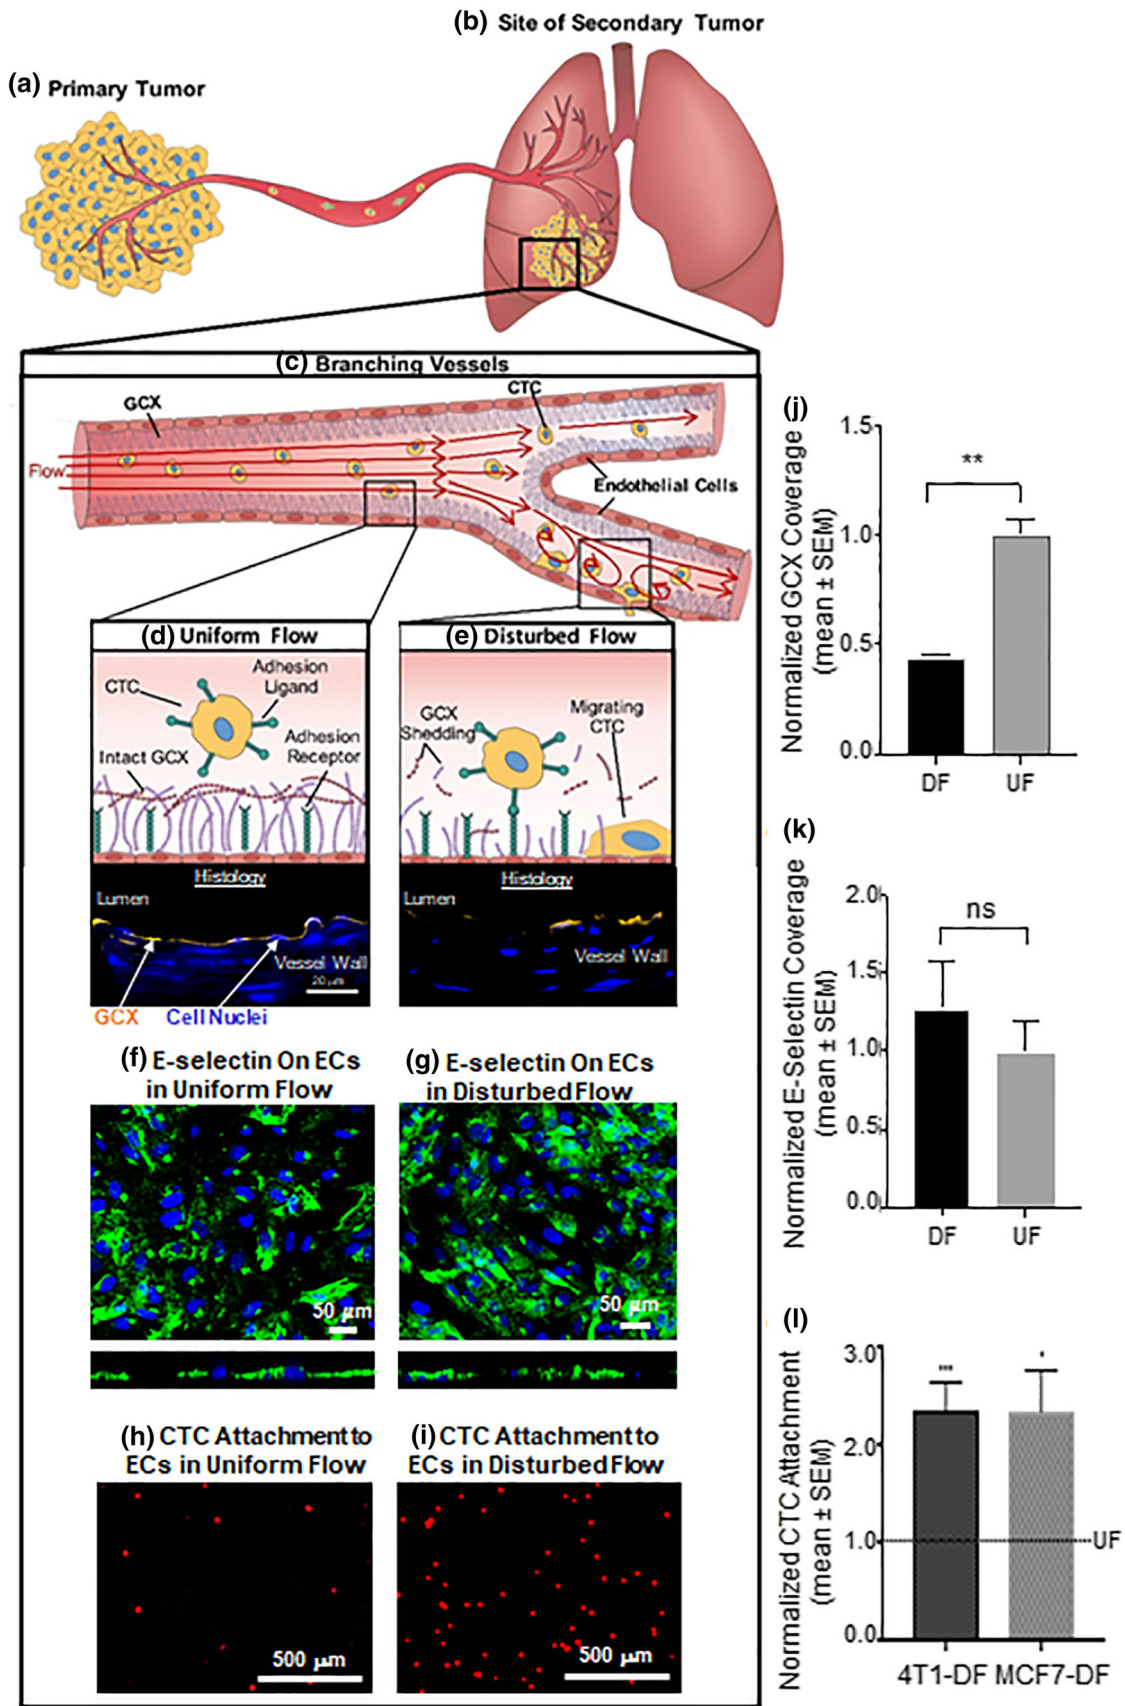 (b) Site of Secondary Tumor
(a) Primary Tumor
(c) Branching Vessels
GCX
CTC
Flow
Endothelial Cells
(d) Uniform Flow
CTC
Adhesion
Ligand
Intact GCX
Adhesion
Receptor
Histology
Lumen
Vessel Wall
20 μm
GCX
Cell Nuclei
(e) Disturbed Flow
GCX
Shedding
Migrating
CTC
Histology
Lumen
Vessel Wall
(f) E-selectin On ECs
in Uniform Flow
50 μm
(g) E-selectin On ECs
in Disturbed Flow
50 μm
(h) CTC Attachment to
ECs in Uniform Flow
500 μm
(i) CTC Attachment to
ECs in Disturbed Flow
500 μm
(j)
Normalized GCX Coverage
(mean ± SEM)
1.5
1.0
0.5
0.0
**
DF
UF
(k)
Normalized E-Selectin Coverage
(mean ± SEM)
2.0
1.5
1.0
0.5
0.0
ns
DF
UF
(l)
Normalized CTC Attachment
(mean ± SEM)
3.0
2.0
1.0
0.0
***
*
UF
4T1-DF
MCF7-DF